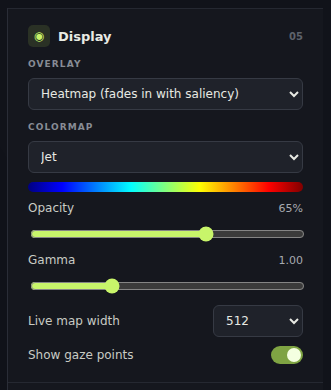 Display 05
OVERLAY
Heatmap (fades in with saliency)
COLORMAP
Jet
Opacity 65%
Gamma 1.00
Live map width 512
Show gaze points